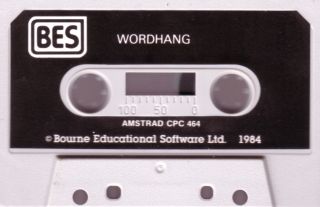 BES WORDHANG
100 50 0
AMSTRAD CPC 464
©Bourne Educational Software Ltd. 1984